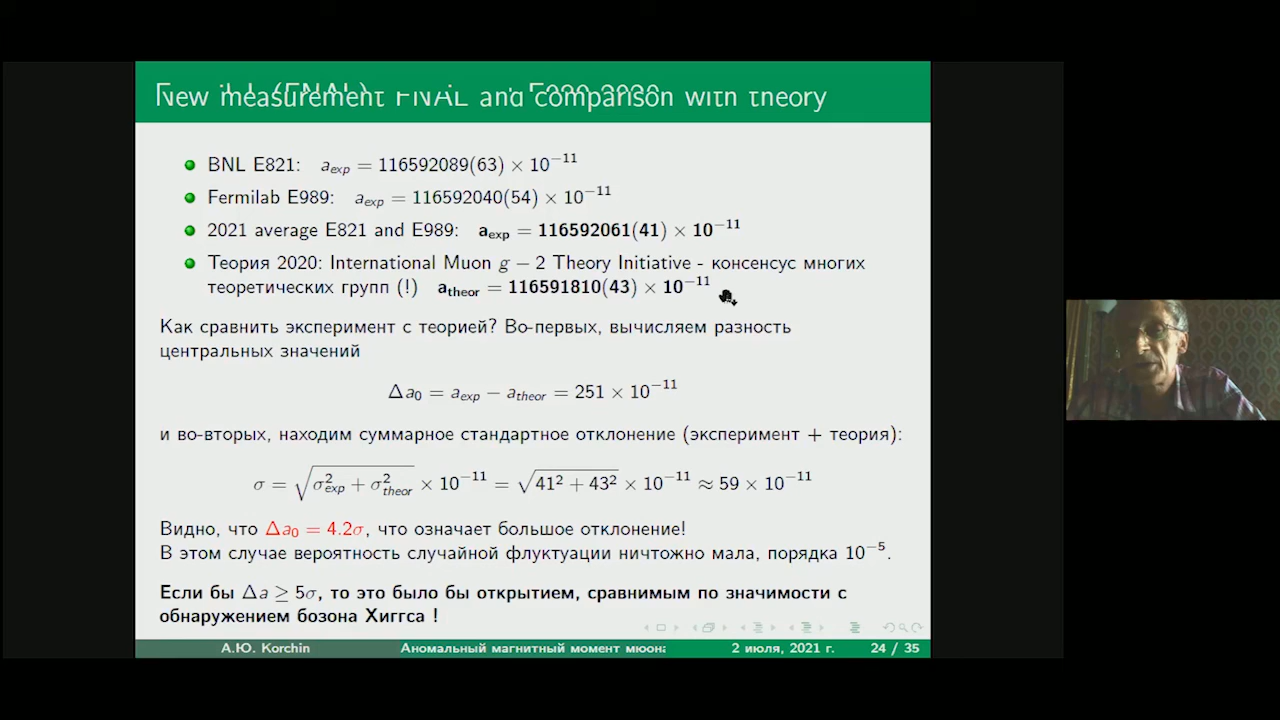 New measurement FNAL and comparison with theory
BNL E821: a_exp = 116592089(63) × 10⁻¹¹
Fermilab E989: a_exp = 116592040(54) × 10⁻¹¹
2021 average E821 and E989: a_exp = 116592061(41) × 10⁻¹¹
Теория 2020: International Muon g − 2 Theory Initiative - консенсус многих
теоретических групп (!) a_theor = 116591810(43) × 10⁻¹¹
Как сравнить эксперимент с теорией? Во-первых, вычисляем разность
центральных значений
Δa₀ = a_exp − a_theor = 251 × 10⁻¹¹
и во-вторых, находим суммарное стандартное отклонение (эксперимент + теория):
σ = √(σ²_exp + σ²_theor) × 10⁻¹¹ = √(41² + 43²) × 10⁻¹¹ ≈ 59 × 10⁻¹¹
Видно, что Δa₀ = 4.2σ, что означает большое отклонение!
В этом случае вероятность случайной флуктуации ничтожно мала, порядка 10⁻⁵.
Если бы Δa ≥ 5σ, то это было бы открытием, сравнимым по значимости с
обнаружением бозона Хиггса !
А.Ю. Korchin Аномальный магнитный момент мюона 2 июля, 2021 г. 24 / 35